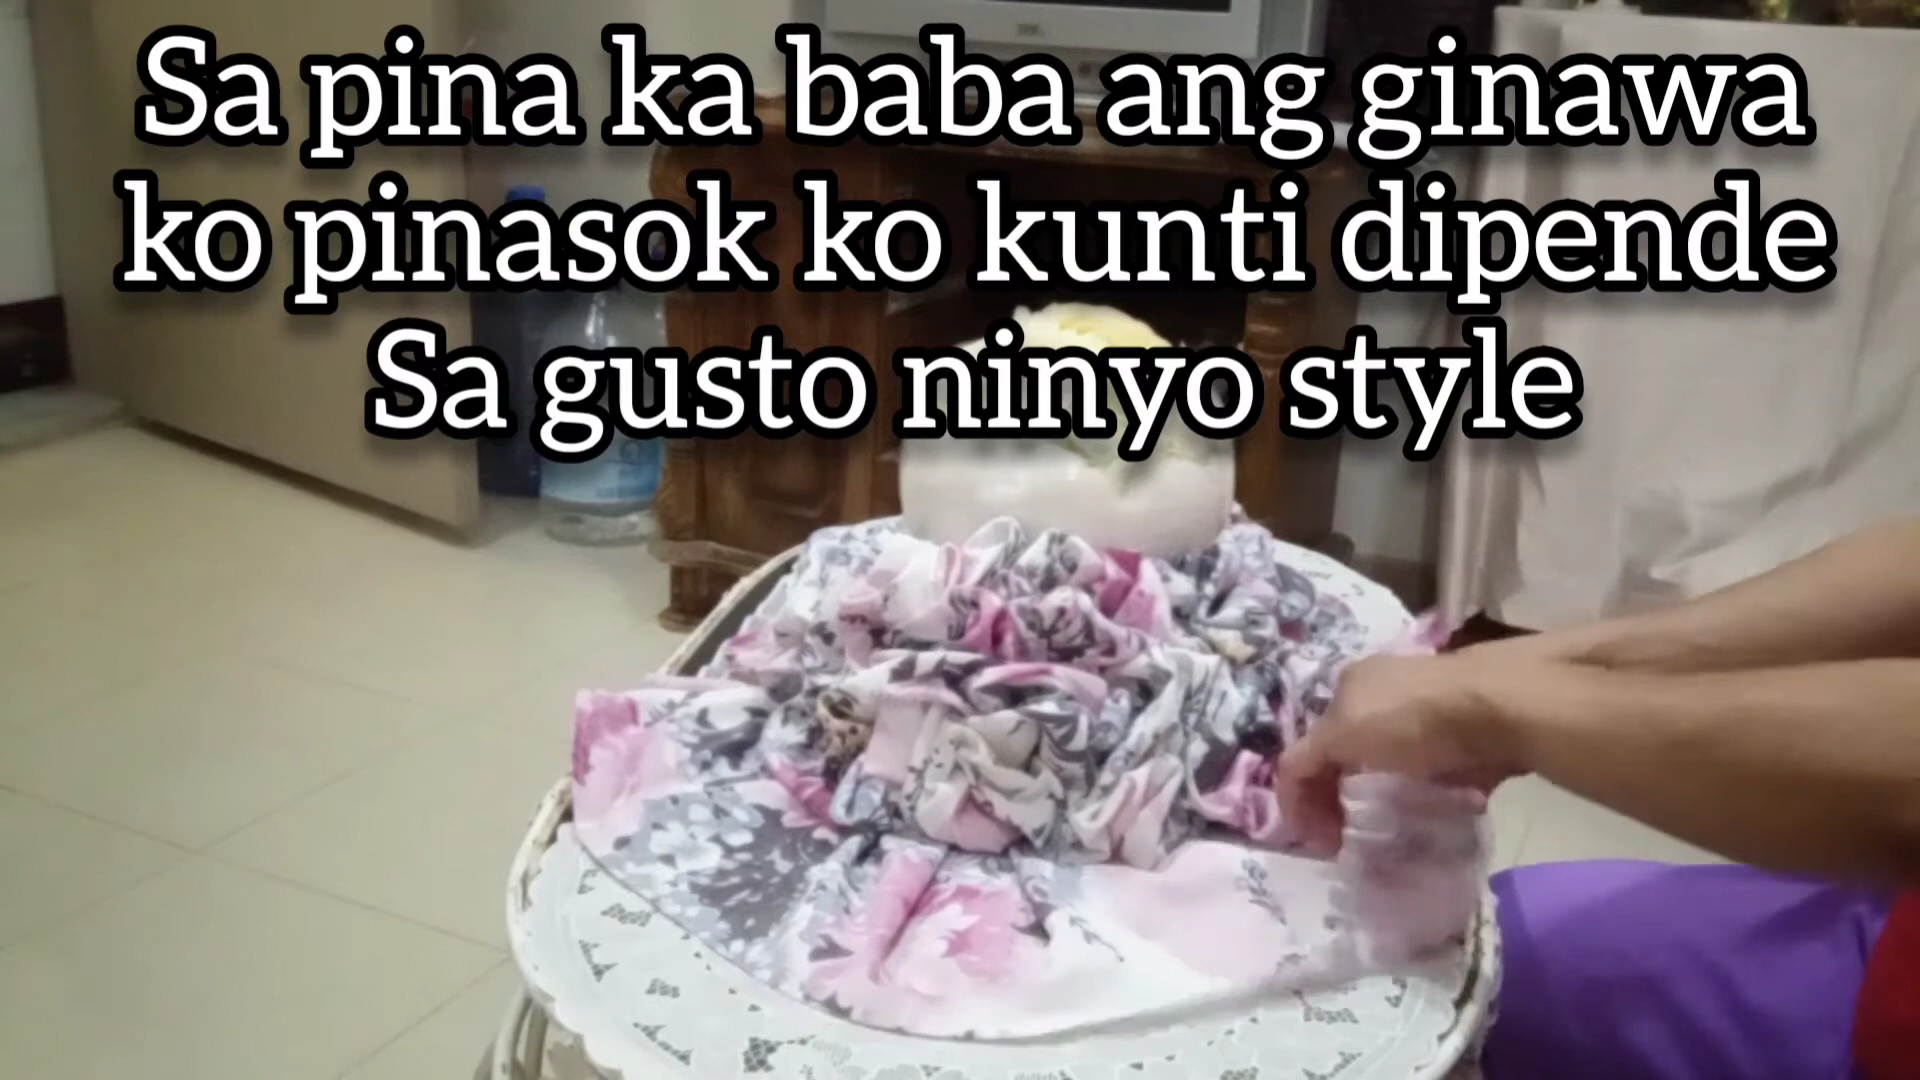 Sa pina ka baba ang ginawa
ko pinasok ko kunti dipende
Sa gusto ninyo style